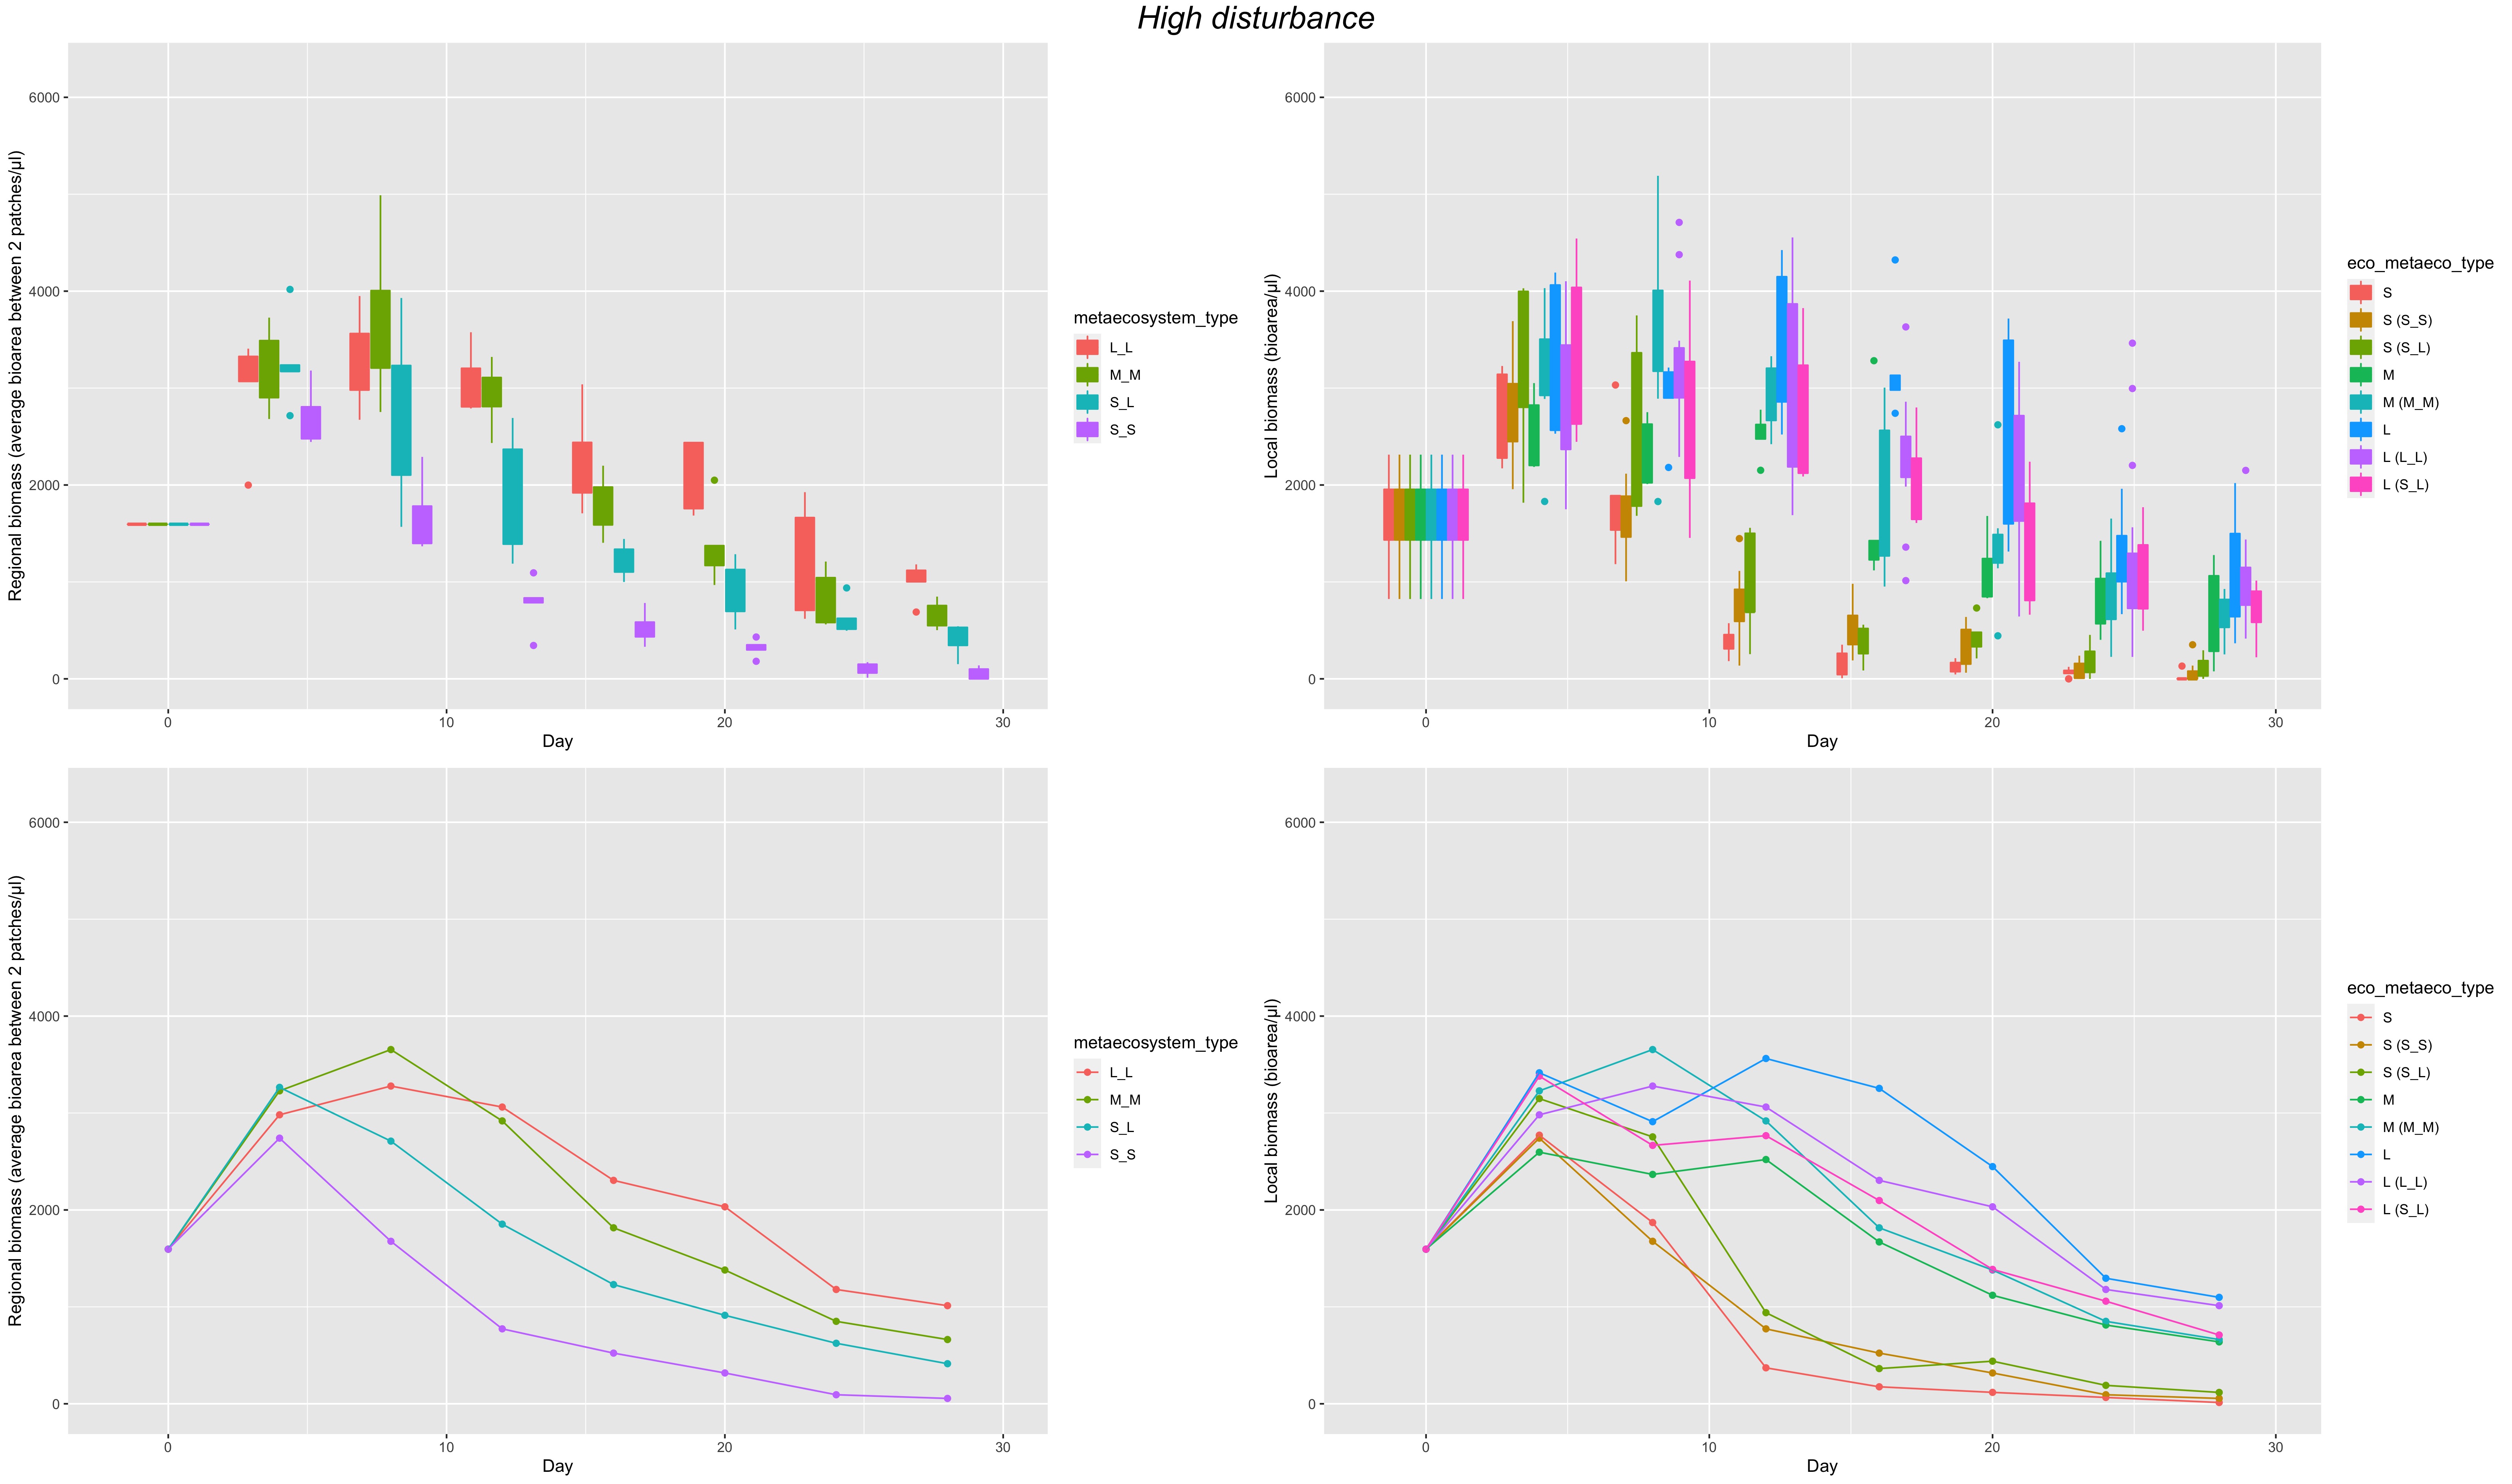 High disturbance
Regional biomass (average bioarea between 2 patches/µl)
6000
4000
2000
0
0 10 20 30
Day
metaecosystem_type
L_L
M_M
S_L
S_S
Local biomass (bioarea/µl)
6000
4000
2000
0
0 10 20 30
Day
eco_metaeco_type
S
S (S_S)
S (S_L)
M
M (M_M)
L
L (L_L)
L (S_L)
Regional biomass (average bioarea between 2 patches/µl)
6000
4000
2000
0
0 10 20 30
Day
metaecosystem_type
L_L
M_M
S_L
S_S
Local biomass (bioarea/µl)
6000
4000
2000
0
0 10 20 30
Day
eco_metaeco_type
S
S (S_S)
S (S_L)
M
M (M_M)
L
L (L_L)
L (S_L)